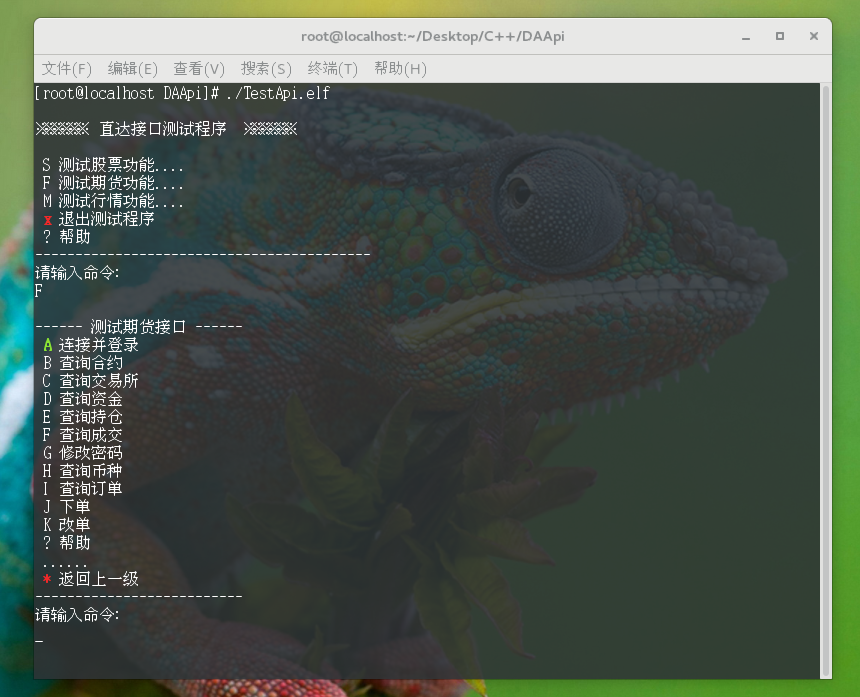 root@localhost:~/Desktop/C++/DAApi
文件(F) 编辑(E) 查看(V) 搜索(S) 终端(T) 帮助(H)
[root@localhost DAApi]# ./TestApi.elf
※※※※※※ 直达接口测试程序 ※※※※※※
S 测试股票功能....
F 测试期货功能....
M 测试行情功能....
x 退出测试程序
? 帮助
------------------------------------------
请输入命令:
F
------ 测试期货接口 ------
A 连接并登录
B 查询合约
C 查询交易所
D 查询资金
E 查询持仓
F 查询成交
G 修改密码
H 查询币种
I 查询订单
J 下单
K 改单
? 帮助
......
* 返回上一级
--------------------------
请输入命令:
_